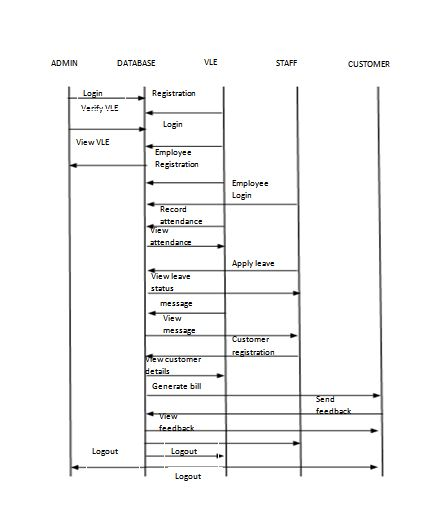 ADMIN DATABASE VLE STAFF CUSTOMER
Login Registration
Verify VLE
Login
View VLE
Employee
Registration
Employee
Login
Record
attendance
View
attendance
Apply leave
View leave
status
message
View
message
Customer
registration
View customer
details
Generate bill
Send
feedback
View
feedback
Logout Logout
Logout